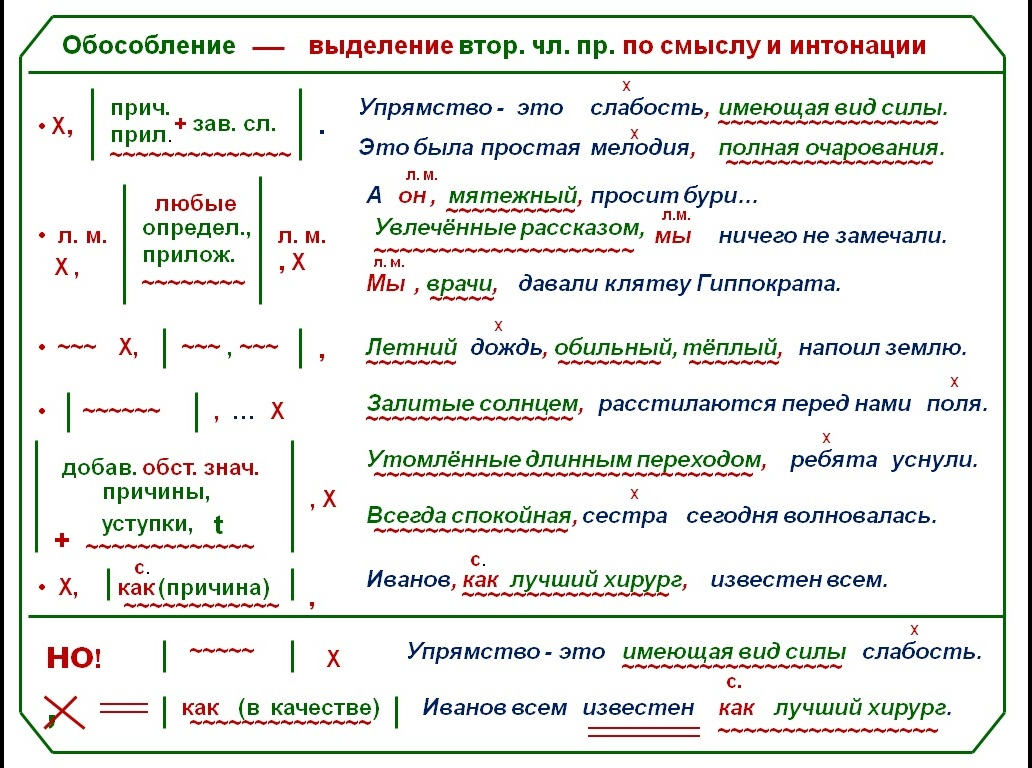 Обособление — выделение втор. чл. пр. по смыслу и интонации
• X, | прич. прил. + зав. сл. | .
X
Упрямство - это слабость, имеющая вид силы.
X
Это была простая мелодия, полная очарования.
• л. м. X, | любые определ., прилож. | л. м. , X
л. м.
А он, мятежный, просит бури…
л.м.
Увлечённые рассказом, мы ничего не замечали.
л. м.
Мы , врачи, давали клятву Гиппократа.
• ~~~ X, | ~~~ , ~~~ | ,
X
Летний дождь, обильный, тёплый, напоил землю.
• | ~~~~~~ | , … X
X
Залитые солнцем, расстилаются перед нами поля.
добав. обст. знач.
причины,
уступки, t
+
, X
X
Утомлённые длинным переходом, ребята уснули.
X
Всегда спокойная, сестра сегодня волновалась.
с.
• X, | как (причина) | ,
с.
Иванов, как лучший хирург, известен всем.
НО! | ~~~~~ | X
X
Упрямство - это имеющая вид силы слабость.
, | как (в качестве) |
с.
Иванов всем известен как лучший хирург.